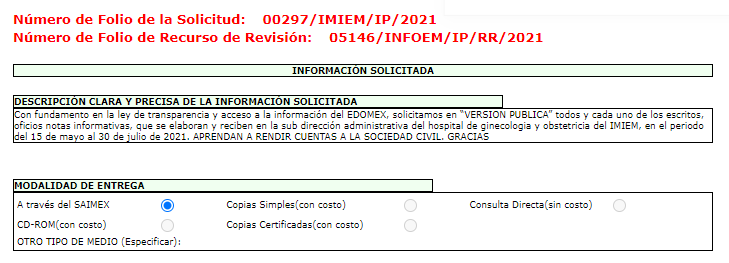 Número de Folio de la Solicitud: 00297/IMIEM/IP/2021
Número de Folio de Recurso de Revisión: 05146/INFOEM/IP/RR/2021
INFORMACIÓN SOLICITADA
DESCRIPCIÓN CLARA Y PRECISA DE LA INFORMACIÓN SOLICITADA
Con fundamento en la ley de transparencia y acceso a la información del EDOMEX, solicitamos en "VERSION PUBLICA" todos y cada uno de los escritos,
oficios notas informativas, que se elaboran y reciben en la sub dirección administrativa del hospital de ginecologia y obstetricia del IMIEM, en el periodo
del 15 de mayo al 30 de julio de 2021. APRENDAN A RENDIR CUENTAS A LA SOCIEDAD CIVIL. GRACIAS
MODALIDAD DE ENTREGA
A través del SAIMEX Copias Simples(con costo) Consulta Directa(sin costo)
CD-ROM(con costo) Copias Certificadas(con costo)
OTRO TIPO DE MEDIO (Especificar):